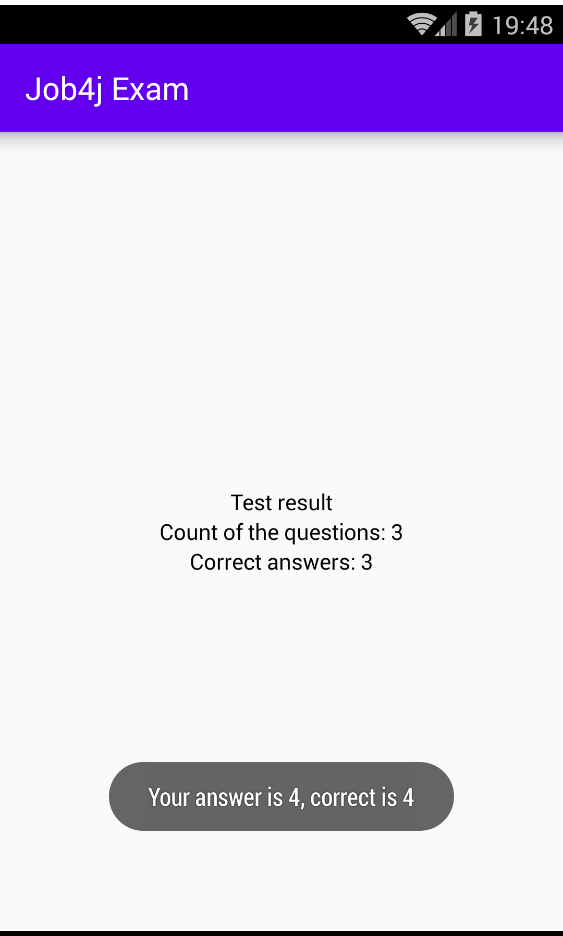 19:48
Job4j Exam
Test result
Count of the questions: 3
Correct answers: 3
Your answer is 4, correct is 4